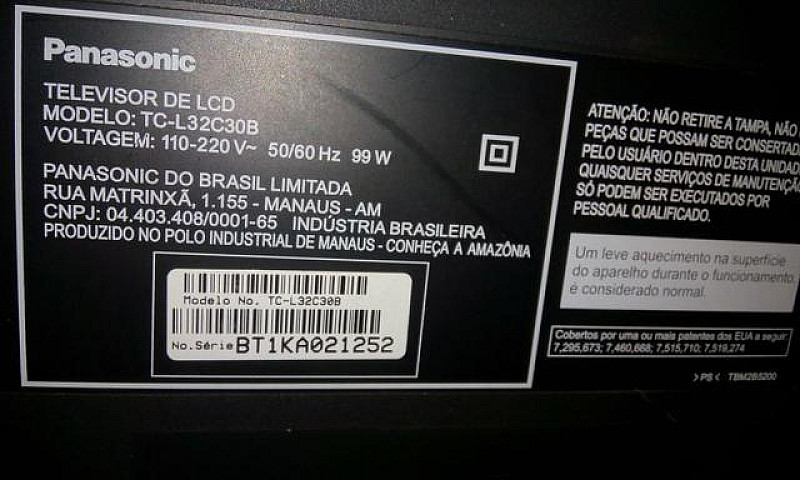 Panasonic
TELEVISOR DE LCD
MODELO: TC-L32C30B
VOLTAGEM: 110-220 V~ 50/60 Hz 99 W
PANASONIC DO BRASIL LIMITADA
RUA MATRINXÃ, 1.155 - MANAUS - AM
CNPJ: 04.403.408/0001-65 INDÚSTRIA BRASILEIRA
PRODUZIDO NO POLO INDUSTRIAL DE MANAUS - CONHEÇA A AMAZÔNIA
Modelo No. TC-L32C30B
No.Série BT1KA021252
ATENÇÃO: NÃO RETIRE A TAMPA, NÃO
PEÇAS QUE POSSAM SER CONSERTADA
PELO USUÁRIO DENTRO DESTA UNIDAD
QUAISQUER SERVIÇOS DE MANUTENÇÃ
SÓ PODEM SER EXECUTADOS POR
PESSOAL QUALIFICADO.
Um leve aquecimento na superfície
do aparelho durante o funcionamento
é considerado normal.
Cobertos por uma ou mais patentes dos EUA a seguir:
7,295,673; 7,460,668; 7,515,710; 7,519,274
>PS< TBM2B5200